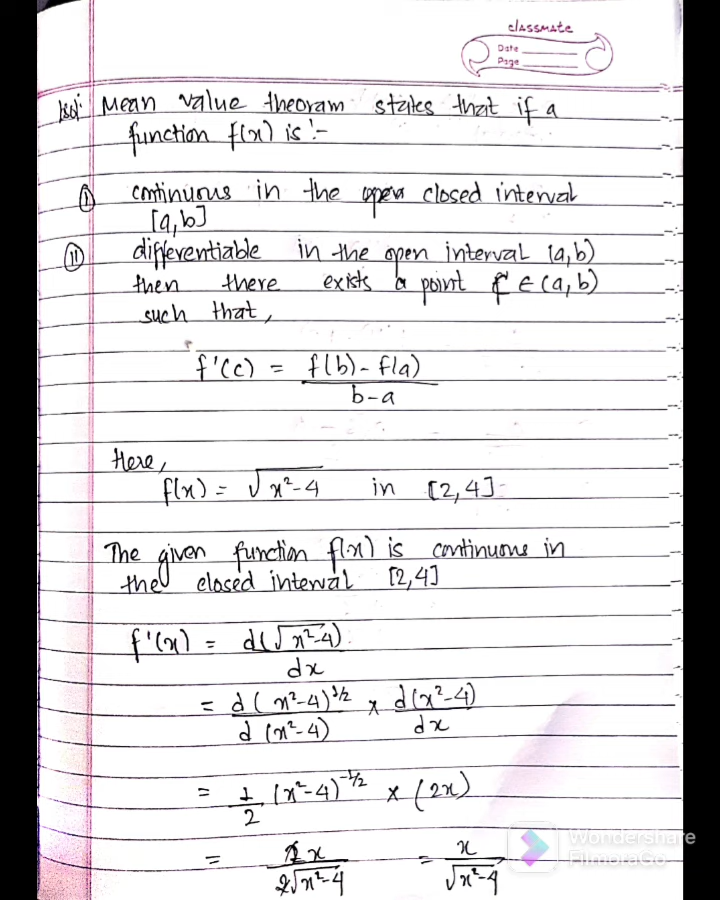 classmate
Date
Page
Mean value theoram states that if a
function f(x) is :-
(i) continuous in the open closed interval
[a,b]
(ii) differentiable in the open interval (a,b)
then there exists a point c ∈ (a,b)
such that,
f'(c) = f(b) - f(a)
b-a
Here,
f(x) = √x²-4 in [2,4]
The given function f(x) is continuous in
the closed interval [2,4]
f'(x) = d(√x²-4)
dx
= d(x²-4)^1/2 × d(x²-4)
d(x²-4) dx
= 1/2 (x²-4)^-1/2 × (2x)
= 2x = x
2√x²-4 √x²-4
Wondershare
FilmoraGo